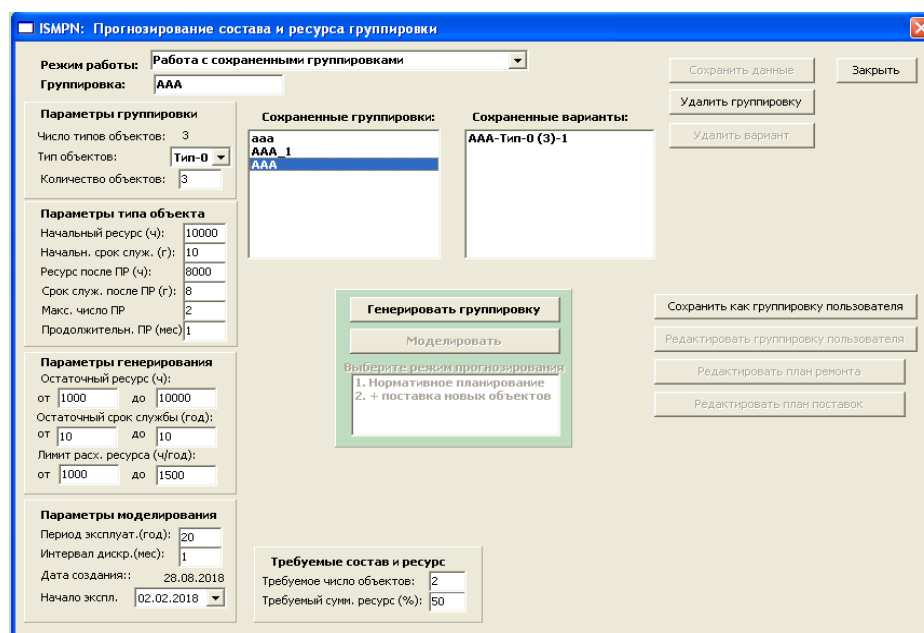 ISMPN: Прогнозирование состава и ресурса группировки
Режим работы: Работа с сохраненными группировками
Группировка: AAA
Сохранить данные Закрыть
Удалить группировку
Удалить вариант
Параметры группировки
Число типов объектов: 3
Тип объектов: Тип-0
Количество объектов: 3
Сохраненные группировки:
aaa
AAA_1
AAA
Сохраненные варианты:
AAA-Тип-0 (3)-1
Параметры типа объекта
Начальный ресурс (ч): 10000
Начальн. срок служ. (г): 10
Ресурс после ПР (ч): 8000
Срок служ. после ПР (г): 8
Макс. число ПР 2
Продолжительн. ПР (мес) 1
Генерировать группировку
Моделировать
Выберите режим прогнозирования
1. Нормативное планирование
2. + поставка новых объектов
Сохранить как группировку пользователя
Редактировать группировку пользователя
Редактировать план ремонта
Редактировать план поставок
Параметры генерирования
Остаточный ресурс (ч):
от 1000 до 10000
Остаточный срок службы (год):
от 10 до 10
Лимит расх. ресурса (ч/год):
от 1000 до 1500
Параметры моделирования
Период эксплуат.(год): 20
Интервал дискр.(мес): 1
Дата создания:: 28.08.2018
Начало экспл. 02.02.2018
Требуемые состав и ресурс
Требуемое число объектов: 2
Требуемый сумм. ресурс (%): 50